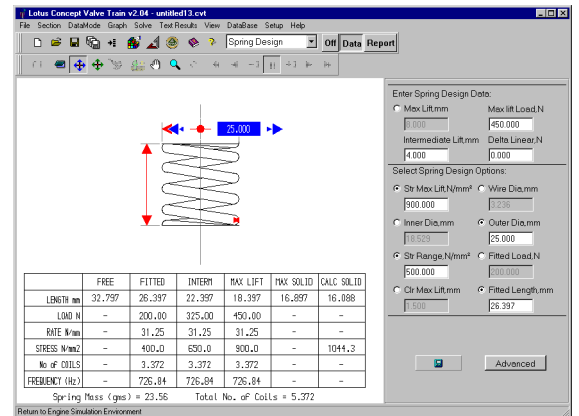 Lotus Concept Valve Train v2.04 - untitled13.cvt
File Section DataMode Graph Solve Text Results View DataBase Setup Help
Spring Design Off Data Report
25.000
Enter Spring Design Data:
Max Lift,mm Max lift Load,N
8.000 450.000
Intermediate Lift,mm Delta Linear,N
4.000 0.000
Select Spring Design Options:
Str Max Lift,N/mm² Wire Dia,mm
900.000 3.236
Inner Dia,mm Outer Dia,mm
18.529 25.000
Str Range,N/mm² Fitted Load,N
500.000 200.000
Clr Max Lift,mm Fitted Length,mm
1.500 26.397
Advanced
FREE FITTED INTERM MAX LIFT MAX SOLID CALC SOLID
LENGTH mm 32.797 26.397 22.397 18.397 16.897 16.088
LOAD N - 200.00 325.00 450.00 - -
RATE N/mm - 31.25 31.25 31.25 - -
STRESS N/mm2 - 400.0 650.0 900.0 - 1044.3
No of COILS - 3.372 3.372 3.372 - -
FREQUENCY (Hz) - 726.84 726.84 726.84 - -
Spring Mass (gms) = 23.56 Total No. of Coils = 5.372
Return to Engine Simulation Environment